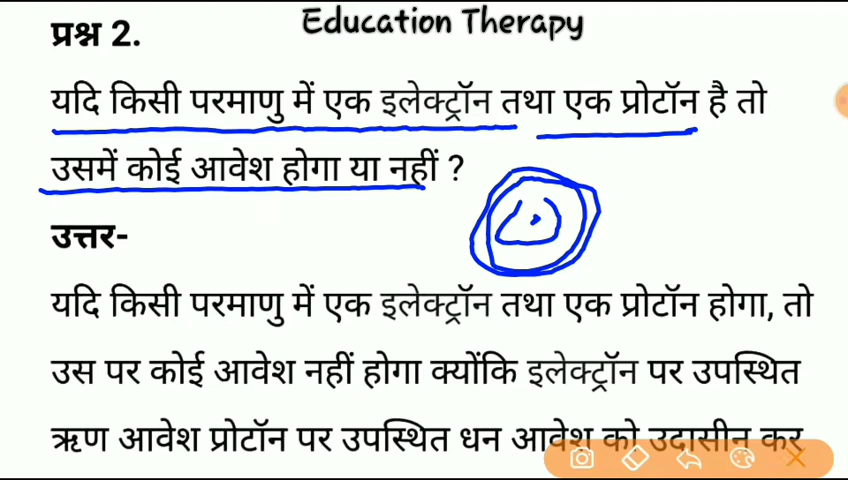 Education Therapy
प्रश्न 2.
यदि किसी परमाणु में एक इलेक्ट्रॉन तथा एक प्रोटॉन है तो
उसमें कोई आवेश होगा या नहीं ?
उत्तर-
यदि किसी परमाणु में एक इलेक्ट्रॉन तथा एक प्रोटॉन होगा, तो
उस पर कोई आवेश नहीं होगा क्योंकि इलेक्ट्रॉन पर उपस्थित
ऋण आवेश प्रोटॉन पर उपस्थित धन आवेश को उदासीन कर